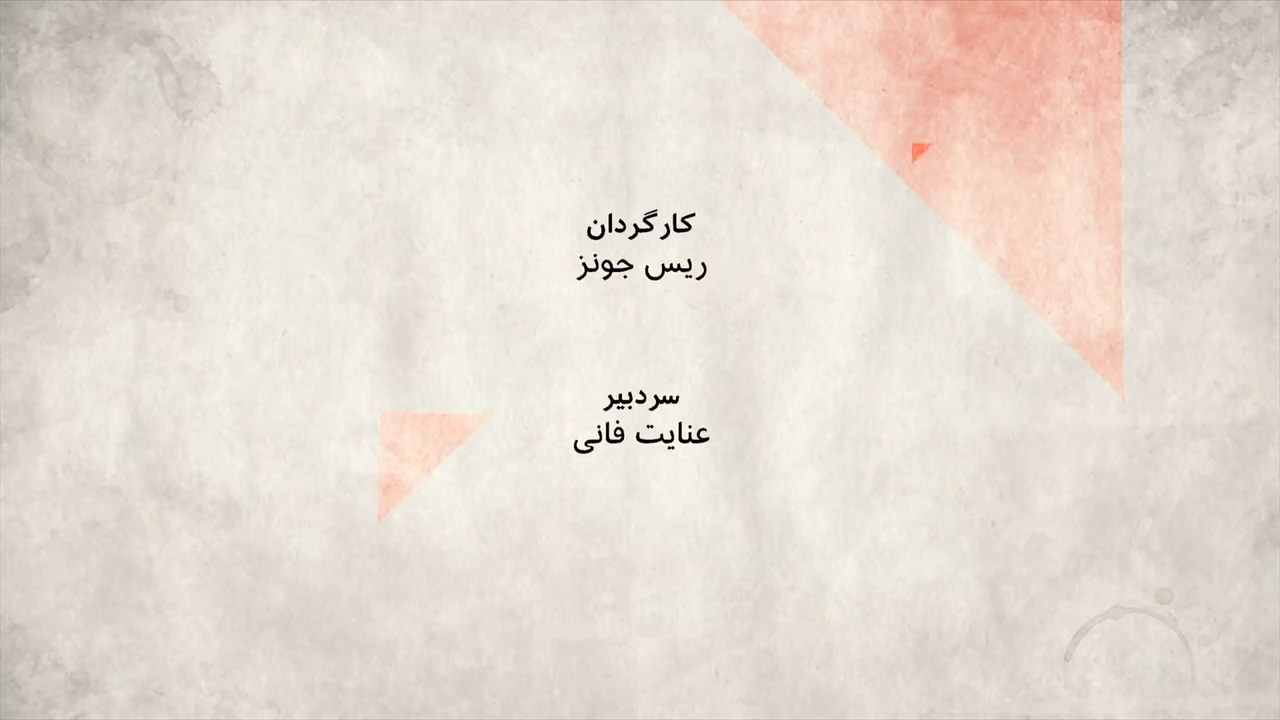 کارگردان
ریس جونز
سردبیر
عنایت فانی